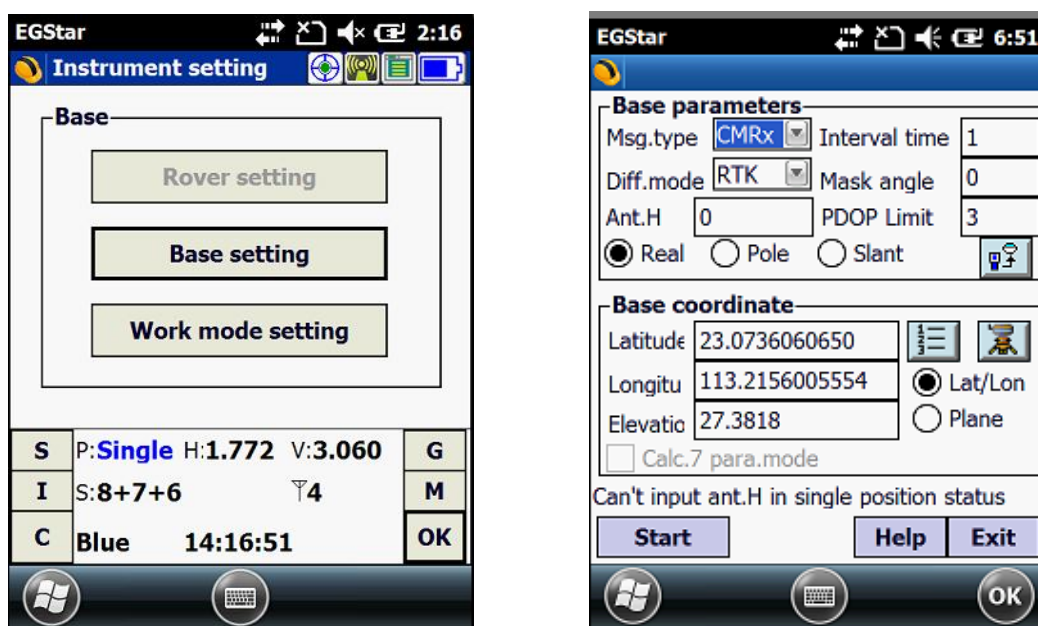 EGStar 2:16
Instrument setting
Base
Rover setting
Base setting
Work mode setting
S P:Single H:1.772 V:3.060 G
I S:8+7+6 4 M
C Blue 14:16:51 OK
EGStar 6:51
Base parameters
Msg.type CMRx Interval time 1
Diff.mode RTK Mask angle 0
Ant.H 0 PDOP Limit 3
Real Pole Slant
Base coordinate
Latitude 23.0736060650
1
2
3
Longitu 113.2156005554 Lat/Lon
Elevatio 27.3818 Plane
Calc.7 para.mode
Can't input ant.H in single position status
Start Help Exit
OK